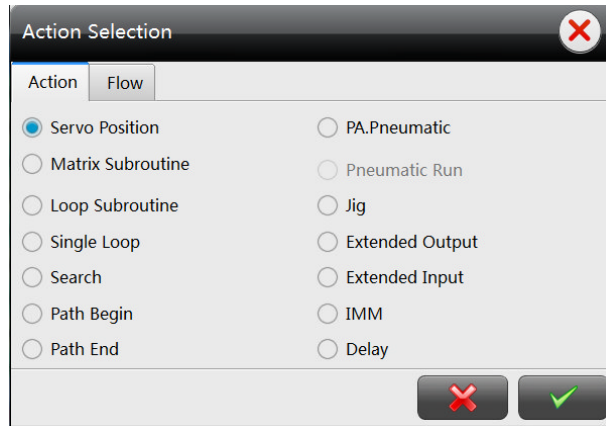 Action Selection
Action Flow
Servo Position
Matrix Subroutine
Loop Subroutine
Single Loop
Search
Path Begin
Path End
PA.Pneumatic
Pneumatic Run
Jig
Extended Output
Extended Input
IMM
Delay